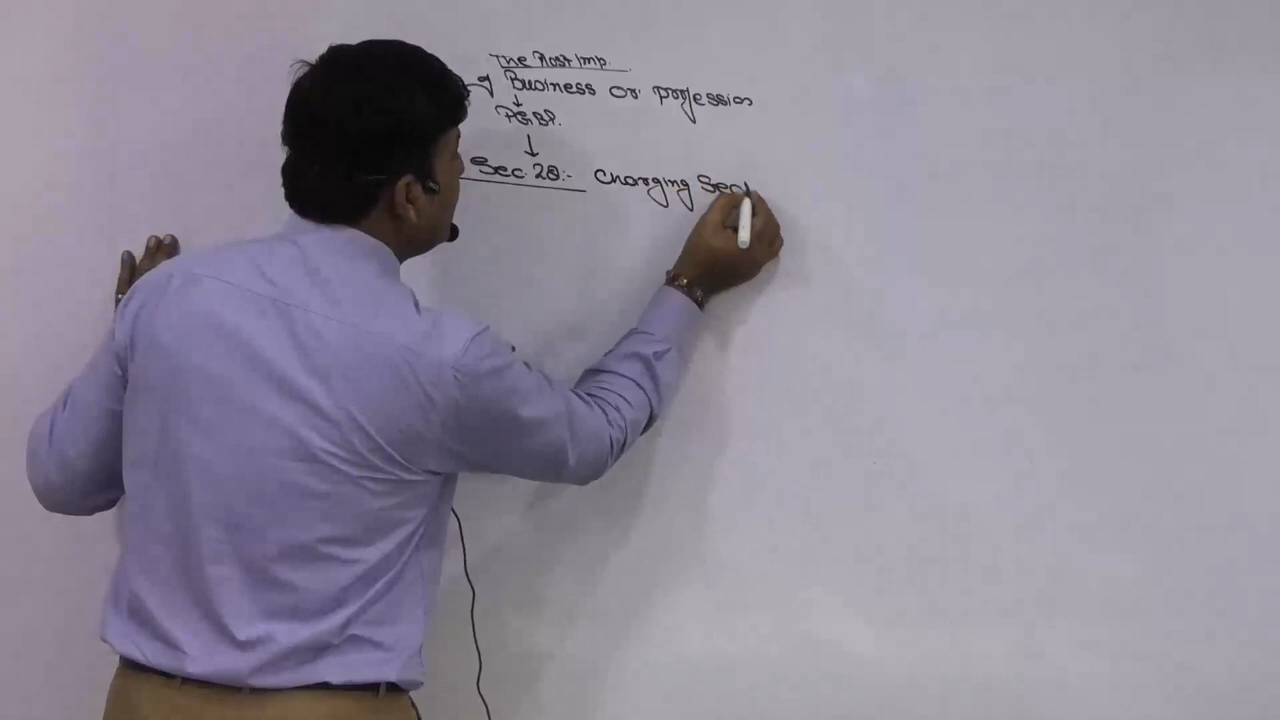 The Most Imp.
g Business or profession
PGBP.
Sec. 28:- Charging Sec